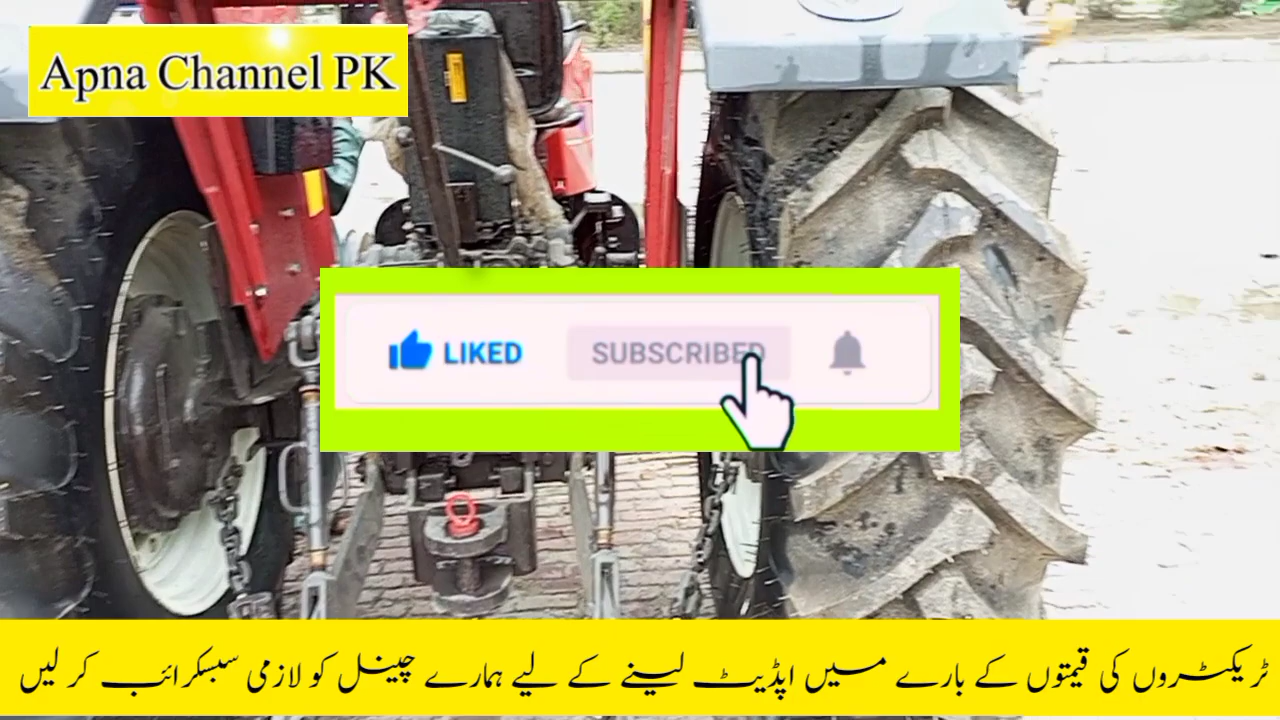 Apna Channel PK
LIKED SUBSCRIBED
ٹریکٹروں کی قیمتوں کے بارے میں اپڈیٹ لینے کے لیے ہمارے چینل کو لازمی سبسکرائب کر لیں